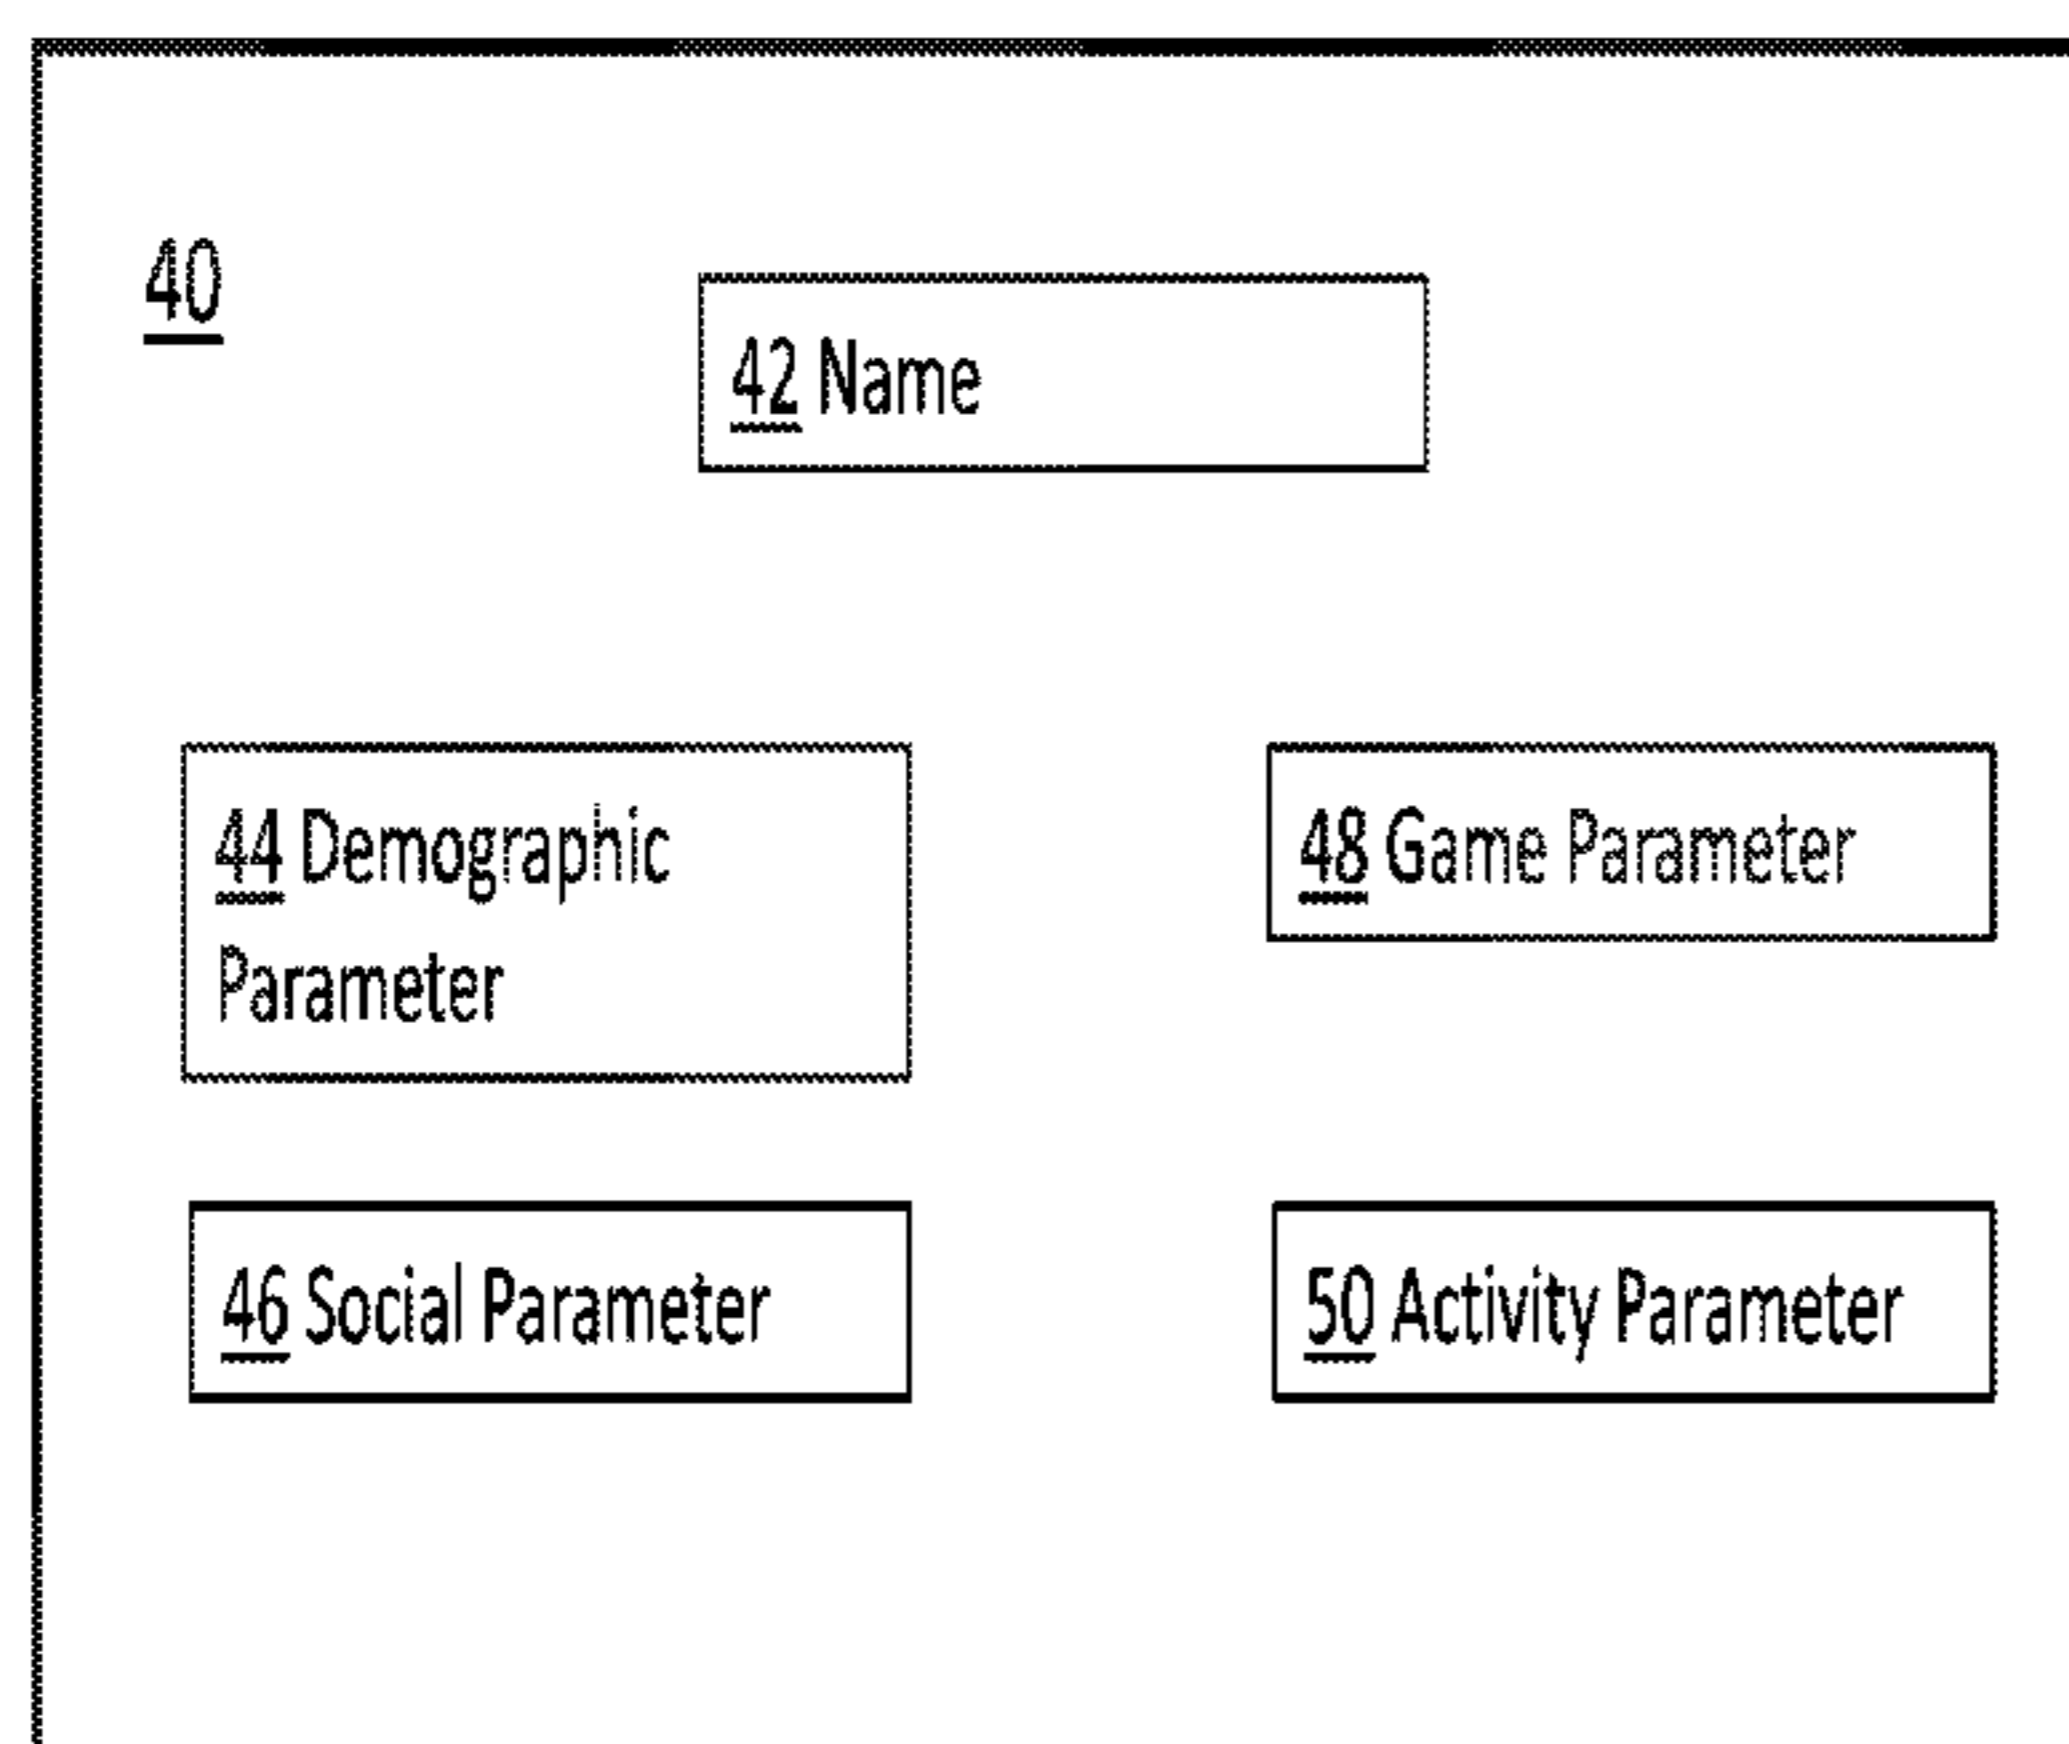 40
42 Name
44 Demographic
Parameter
48 Game Parameter
46 Social Parameter
50 Activity Parameter